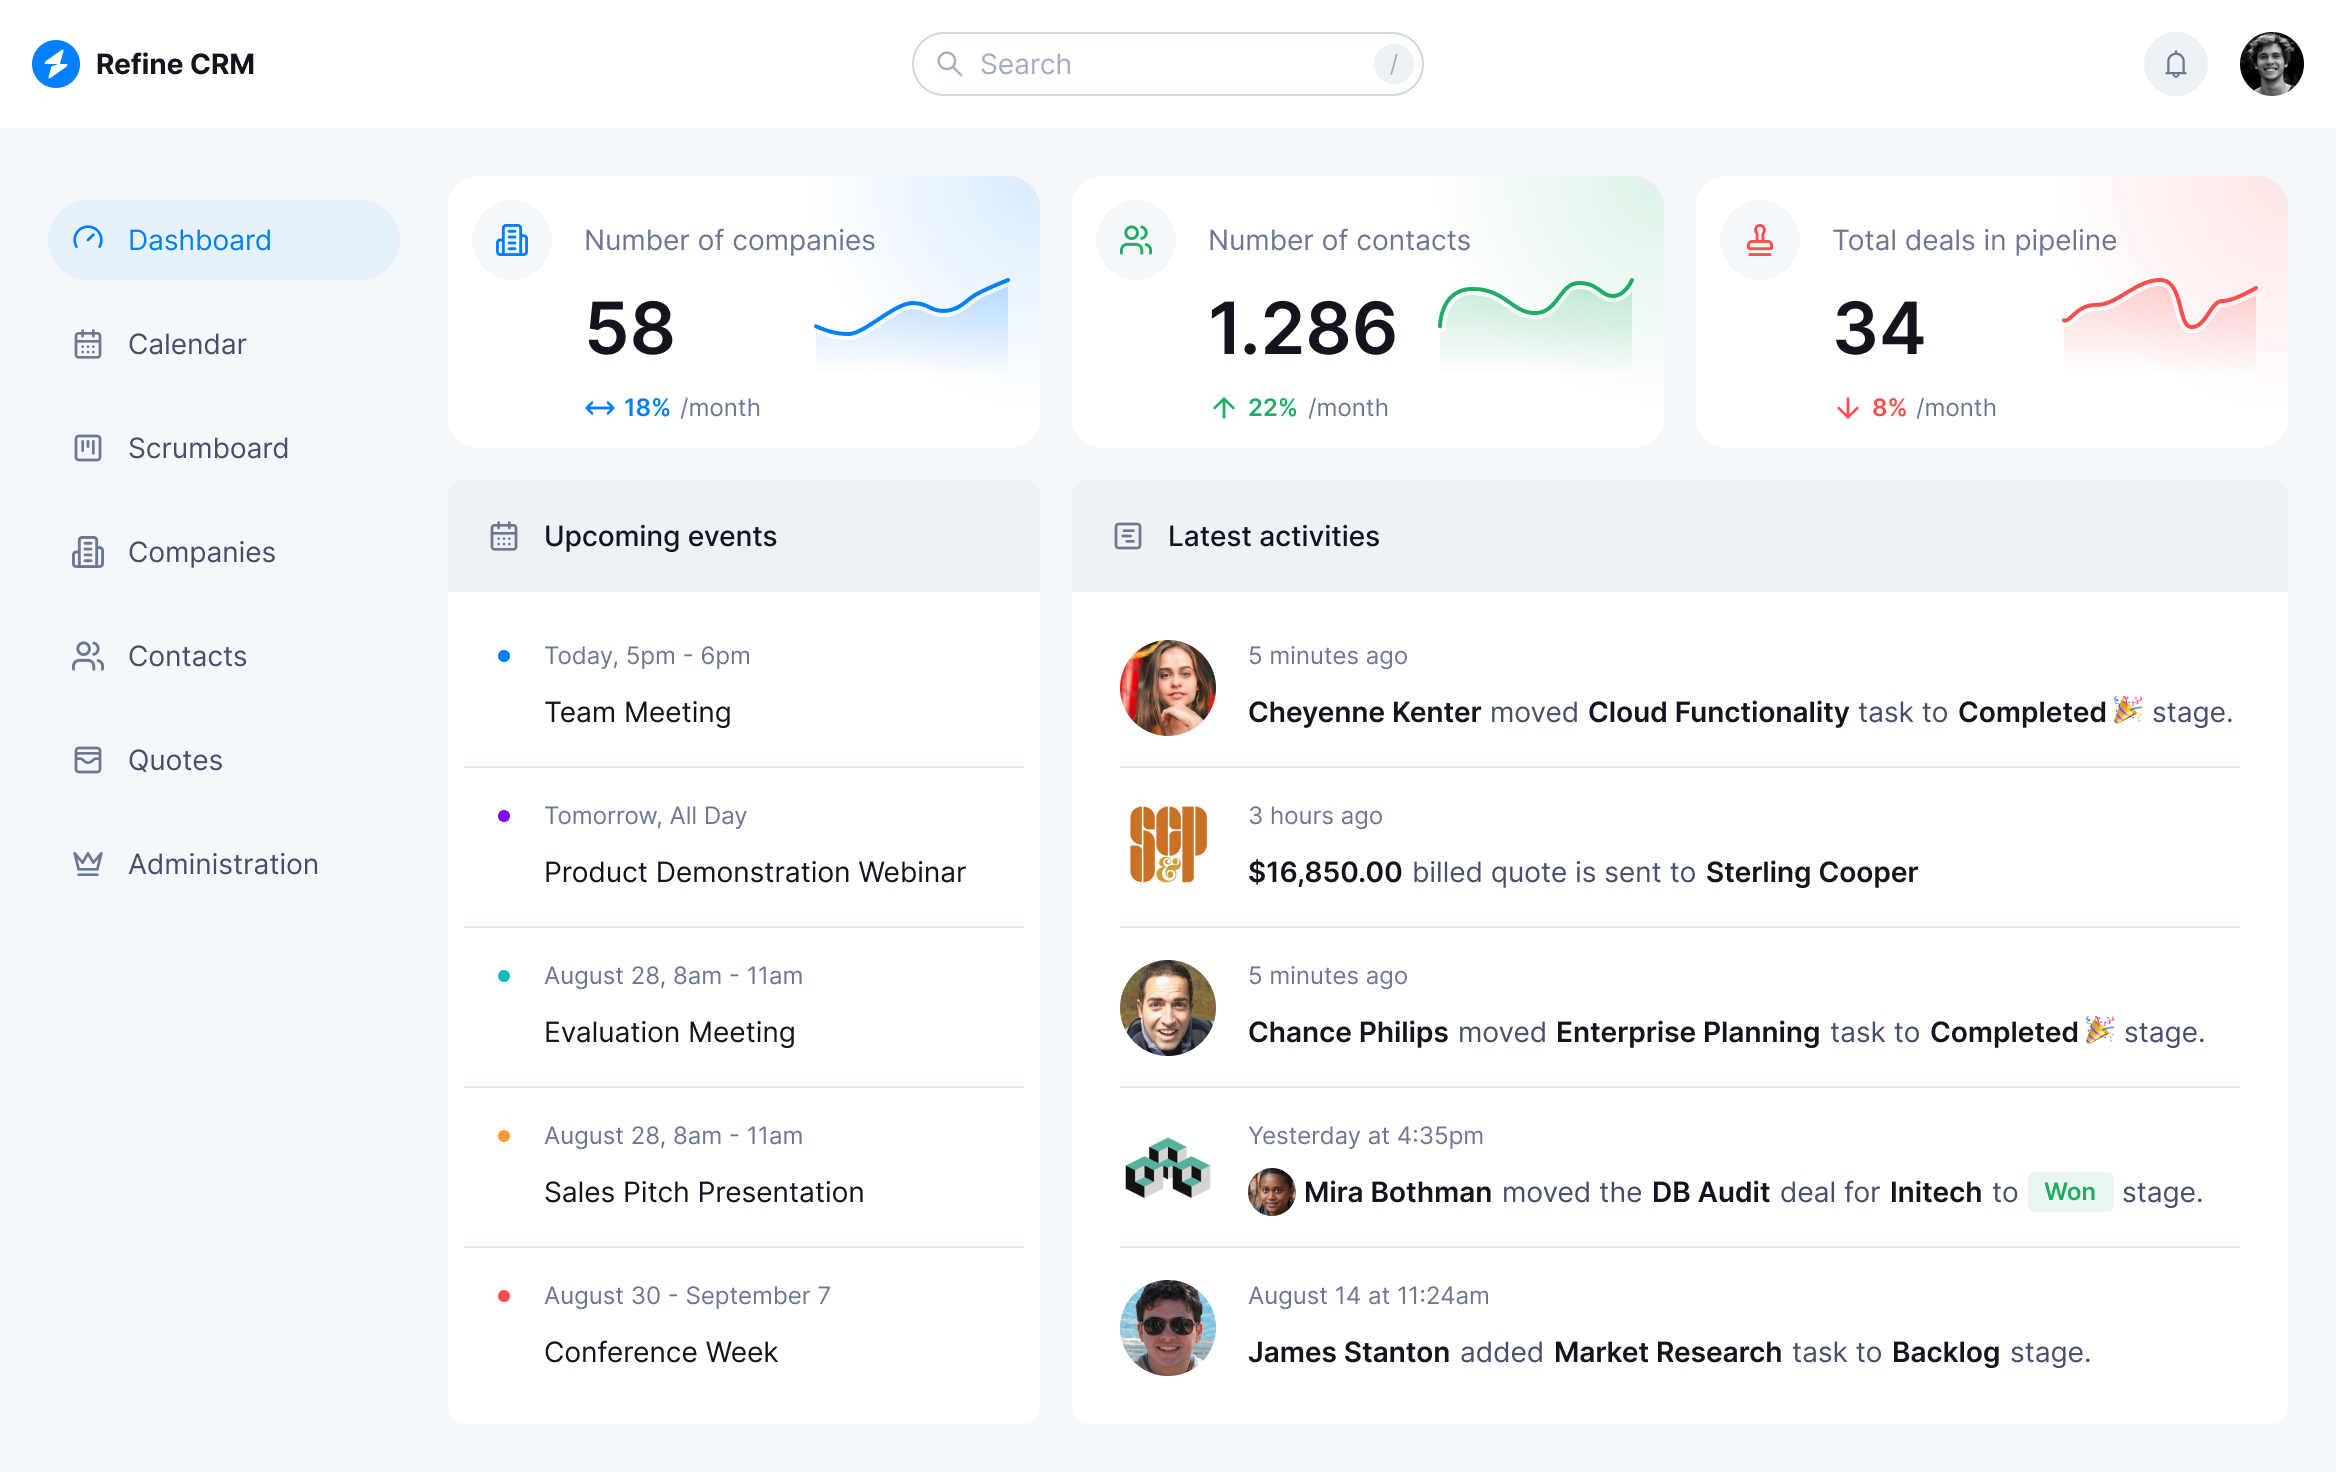 Refine CRM
Search
/
Dashboard
Calendar
Scrumboard
Companies
Contacts
Quotes
Administration
Number of companies
58
18% /month
Number of contacts
1.286
22% /month
Total deals in pipeline
34
8% /month
Upcoming events
Today, 5pm - 6pm
Team Meeting
Tomorrow, All Day
Product Demonstration Webinar
August 28, 8am - 11am
Evaluation Meeting
August 28, 8am - 11am
Sales Pitch Presentation
August 30 - September 7
Conference Week
Latest activities
5 minutes ago
Cheyenne Kenter moved Cloud Functionality task to Completed🎉 stage.
SC&P
3 hours ago
$16,850.00 billed quote is sent to Sterling Cooper
5 minutes ago
Chance Philips moved Enterprise Planning task to Completed🎉 stage.
Yesterday at 4:35pm
Mira Bothman moved the DB Audit deal for Initech to Won stage.
August 14 at 11:24am
James Stanton added Market Research task to Backlog stage.